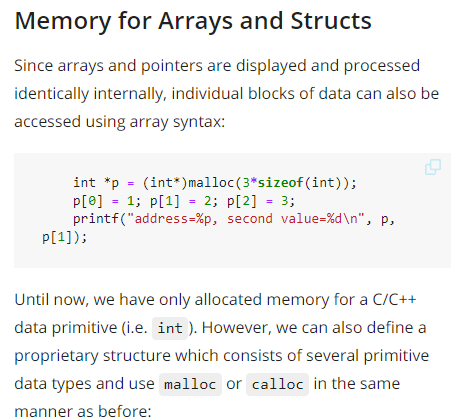 Memory for Arrays and Structs
Since arrays and pointers are displayed and processed
identically internally, individual blocks of data can also be
accessed using array syntax:
int *p = (int*)malloc(3*sizeof(int));
p[0] = 1; p[1] = 2; p[2] = 3;
printf("address=%p, second value=%d\n", p,
p[1]);
Until now, we have only allocated memory for a C/C++
data primitive (i.e. int ). However, we can also define a
proprietary structure which consists of several primitive
data types and use malloc or calloc in the same
manner as before: